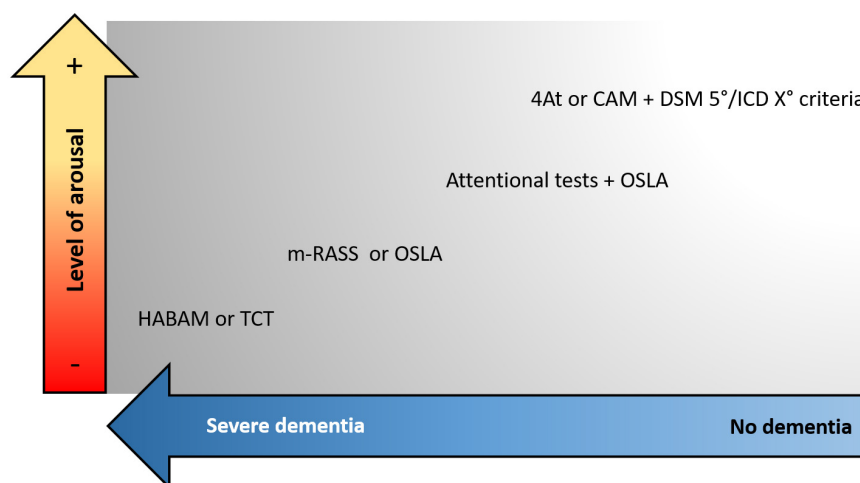 +
4At or CAM + DSM 5°/ICD X° criteria
Attentional tests + OSLA
Level of arousal
m-RASS or OSLA
HABAM or TCT
-
Severe dementia
No dementia